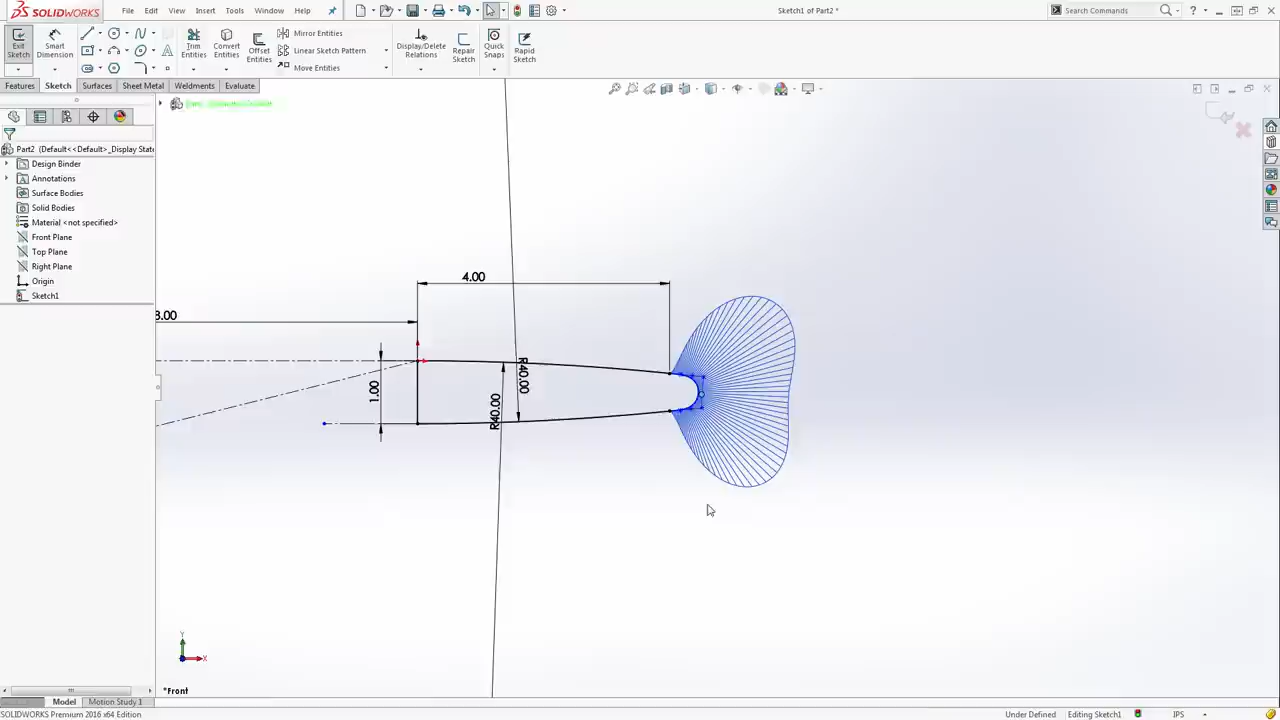 SOLIDWORKS
File
Edit
View
Insert
Tools
Window
Help
Sketch1 of Part2 *
Search Commands
Exit Sketch
Smart Dimension
Trim Entities
Convert Entities
Offset Entities
Mirror Entities
Linear Sketch Pattern
Move Entities
Display/Delete Relations
Repair Sketch
Quick Snaps
Rapid Sketch
Features
Sketch
Surfaces
Sheet Metal
Weldments
Evaluate
Part2 (Default<<Default>_Display State
Design Binder
Annotations
Surface Bodies
Solid Bodies
Material <not specified>
Front Plane
Top Plane
Right Plane
Origin
Sketch1
4.00
3.00
1.00
R40.00
R40.00
Y
X
*Front
Model
Motion Study 1
SOLIDWORKS Premium 2016 x64 Edition
Under Defined
Editing Sketch1
IPS